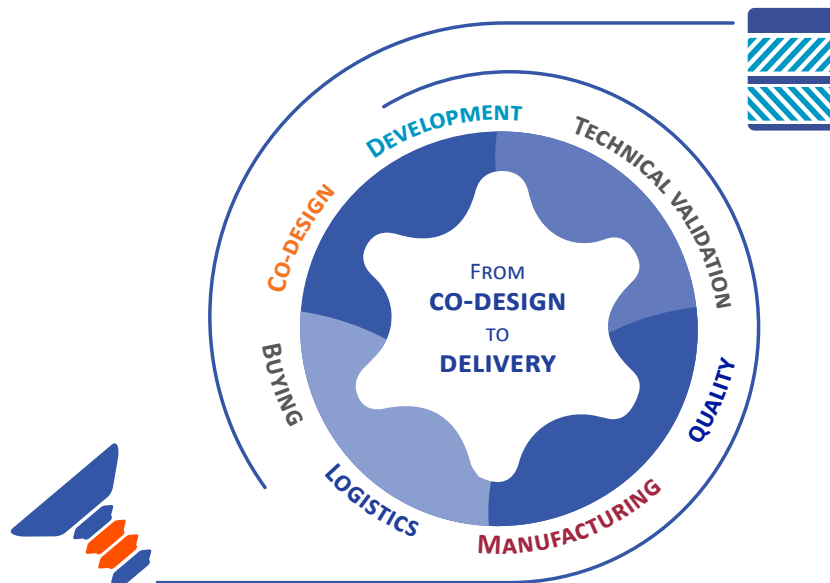 DEVELOPMENT
TECHNICAL VALIDATION
CO-DESIGN
FROM
CO-DESIGN
TO
DELIVERY
BUYING
QUALITY
LOGISTICS
MANUFACTURING